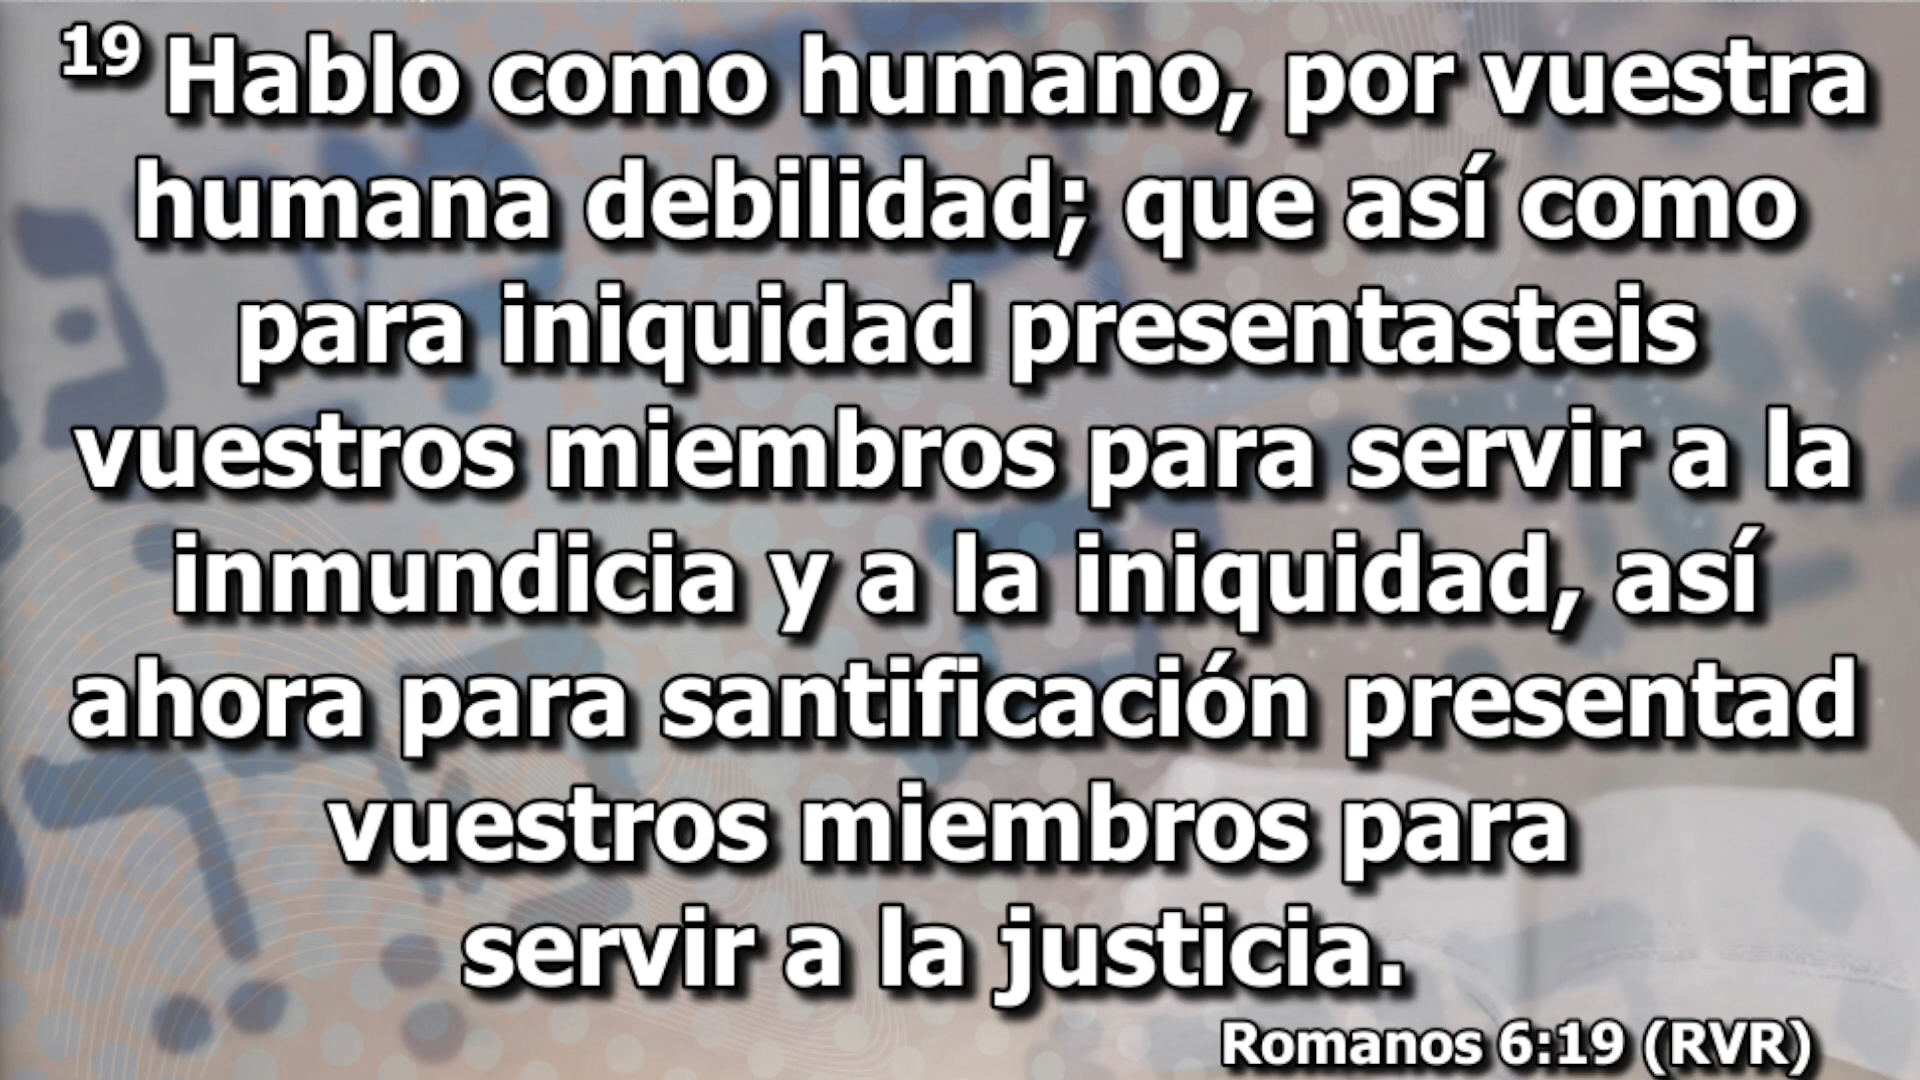 19 Hablo como humano, por vuestra
humana debilidad; que así como
para iniquidad presentasteis
vuestros miembros para servir a la
inmundicia y a la iniquidad, así
ahora para santificación presentad
vuestros miembros para
servir a la justicia.
Romanos 6:19 (RVR)